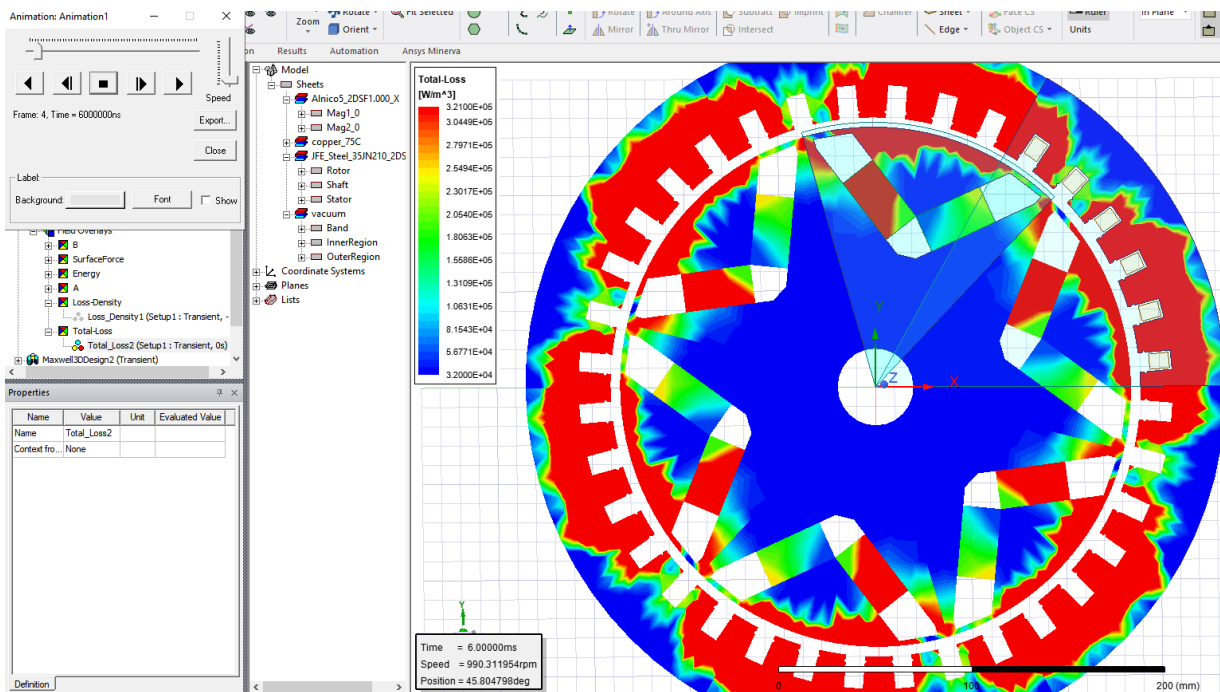 Animation: Animation1
Frame: 4, Time = 6000000ns
Speed
Export...
Close
Label
Background:
Font
Show
Zoom
Rotate
Orient
Fit Selected
Rotate
Around Axis
Subtract
Imprint
Chamfer
Mirror
Thru Mirror
Intersect
Sheet
Edge
Face CS
Object CS
Ruler
Units
In Plane
on
Results
Automation
Ansys Minerva
Field Overlays
B
SurfaceForce
Energy
A
Loss-Density
Loss_Density1 (Setup1 : Transient, -
Total-Loss
Total_Loss2 (Setup1 : Transient, 0s)
Maxwell3DDesign2 (Transient)
Properties
Name Value Unit Evaluated Value
Name Total_Loss2
Context fro... None
Definition
Model
Sheets
Alnico5_2DSF1.000_X
Mag1_0
Mag2_0
copper_75C
JFE_Steel_35JN210_2DS
Rotor
Shaft
Stator
vacuum
Band
InnerRegion
OuterRegion
Coordinate Systems
Planes
Lists
Total-Loss
[W/m^3]
3.2100E+05
3.0449E+05
2.7971E+05
2.5494E+05
2.3017E+05
2.0540E+05
1.8063E+05
1.5586E+05
1.3109E+05
1.0631E+05
8.1543E+04
5.6771E+04
3.2000E+04
Y
Z
X
Y
Time = 6.00000ms
Speed = 990.311954rpm
Position = 45.804798deg
0 100 200 (mm)